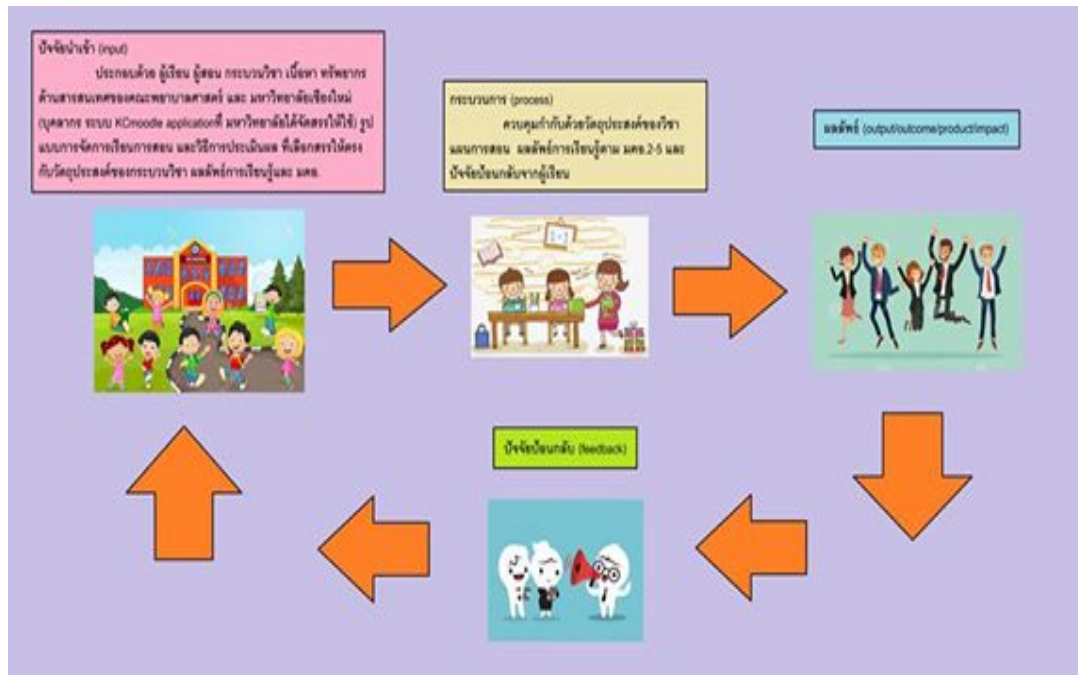 ปัจจัยนำเข้า (input)
ประกอบด้วย ผู้เรียน ผู้สอน กระบวนวิชา เนื้อหา ทรัพยากร
ด้านสารสนเทศของคณะพยาบาลศาสตร์ และ มหาวิทยาลัยเชียงใหม่
(บุคลากร ระบบ KCmoodle applicationที่ มหาวิทยาลัยได้จัดสรรให้ใช้) รูป
แบบการจัดการเรียนการสอน และวิธีการประเมินผล ที่เลือกสรรให้ตรง
กับวัตถุประสงค์ของกระบวนวิชา ผลลัพธ์การเรียนรู้และ มคอ.
กระบวนการ (process)
ควบคุมกำกับด้วยวัตถุประสงค์ของวิชา
แผนการสอน ผลลัพธ์การเรียนรู้ตาม มคอ.2-5 และ
ปัจจัยป้อนกลับจากผู้เรียน
ผลลัพธ์ (output/outcome/product/impact)
ปัจจัยป้อนกลับ (feedback)